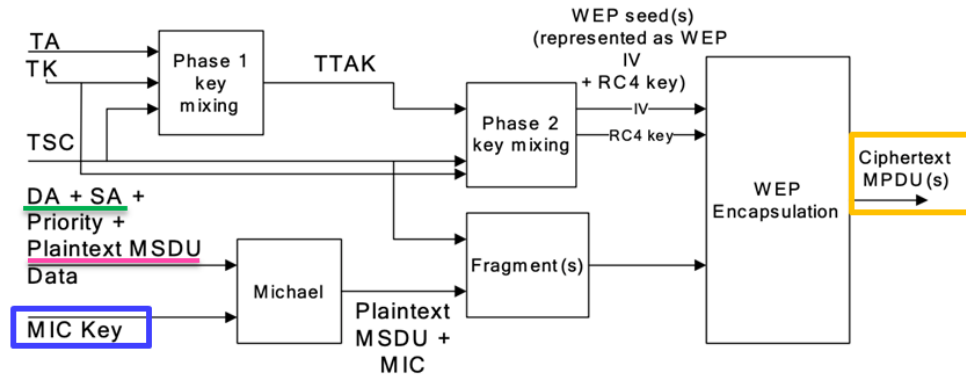 TA
TK
TSC
Phase 1
key
mixing
TTAK
WEP seed(s)
(represented as WEP
IV
+ RC4 key)
IV
RC4 key
Phase 2
key mixing
WEP
Encapsulation
Ciphertext
MPDU(s)
DA + SA +
Priority +
Plaintext MSDU
Data
MIC Key
Michael
Plaintext
MSDU +
MIC
Fragment(s)